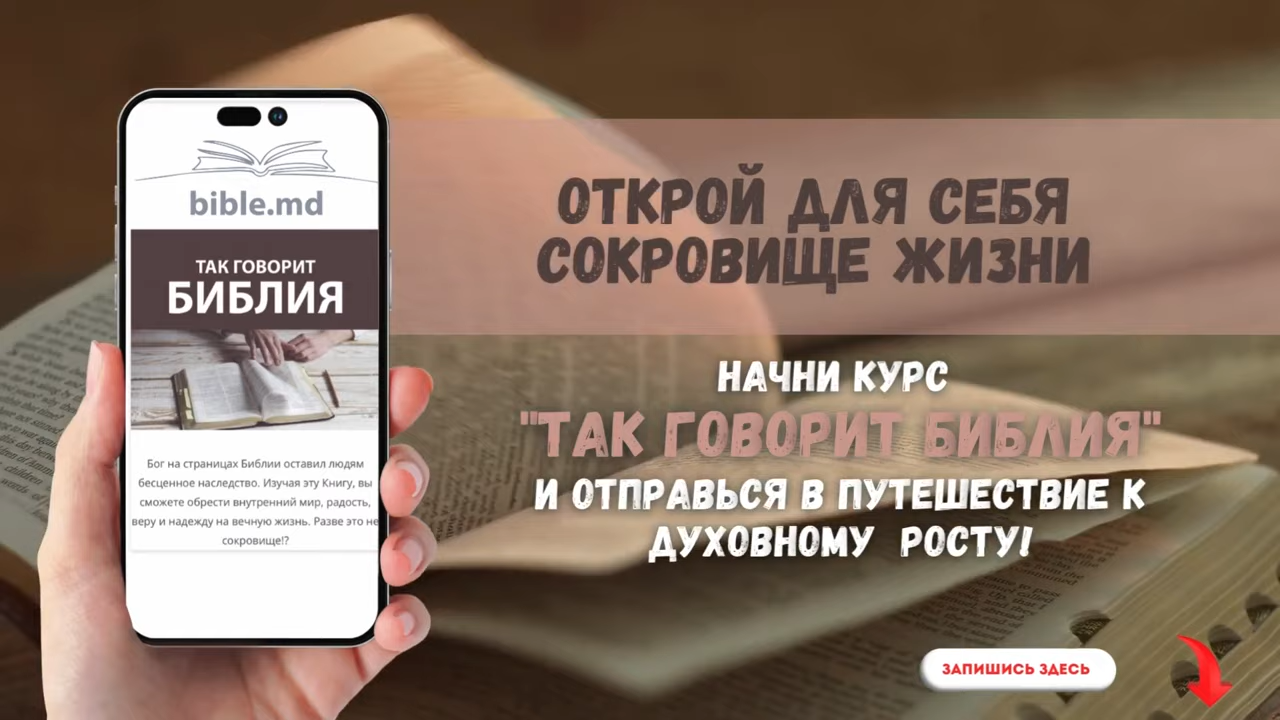 bible.md
ТАК ГОВОРИТ
БИБЛИЯ
Бог на страницах Библии оставил людям
бесценное наследство. Изучая эту Книгу, вы
сможете обрести внутренний мир, радость,
веру и надежду на вечную жизнь. Разве это не
сокровище!?
ОТКРОЙ ДЛЯ СЕБЯ
СОКРОВИЩЕ ЖИЗНИ
НАЧНИ КУРС
"ТАК ГОВОРИТ БИБЛИЯ"
И ОТПРАВЬСЯ В ПУТЕШЕСТВИЕ К
ДУХОВНОМУ РОСТУ!
ЗАПИШИСЬ ЗДЕСЬ